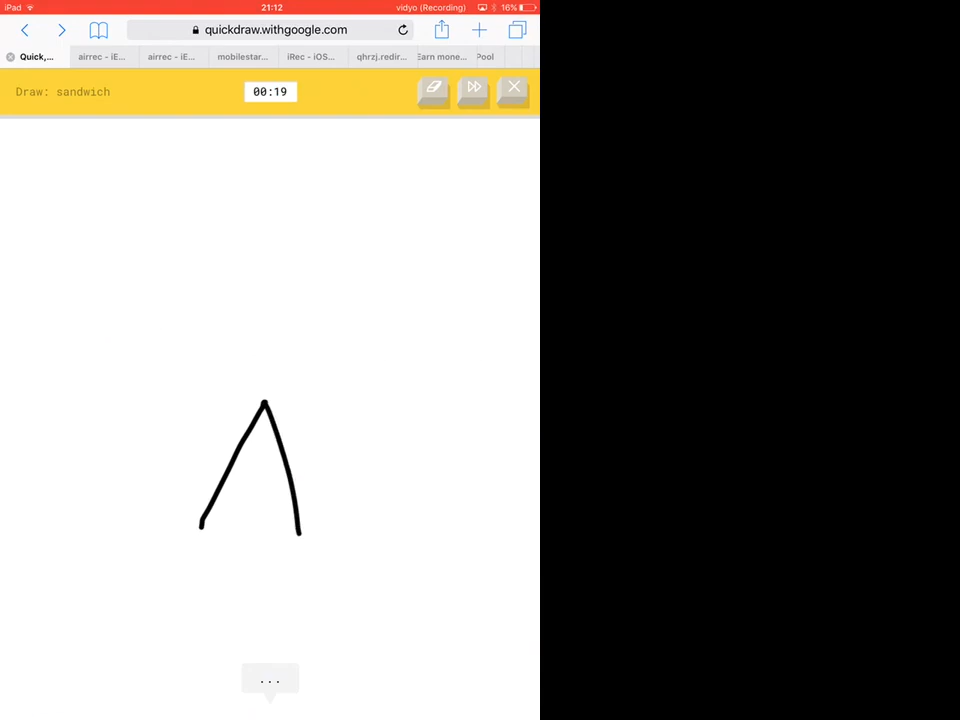 iPad 21:12 vidyo (Recording) 16%
quickdraw.withgoogle.com
Quick,... airrec - iE... airrec - iE... mobilestar... iRec - iOS... qhrzj.redir... Earn mone... Pool
Draw: sandwich 00:19
...